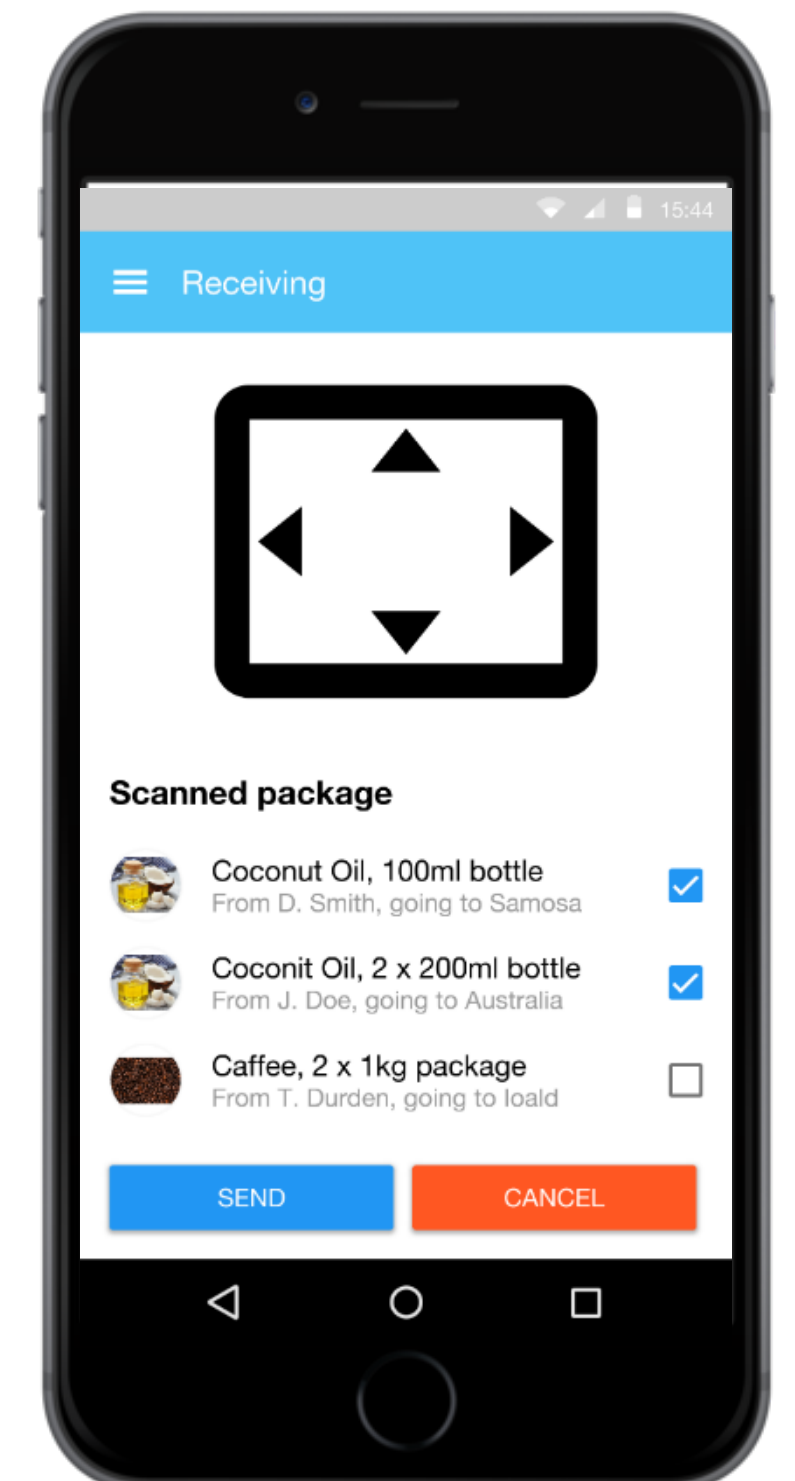 15:44
Receiving
Scanned package
Coconut Oil, 100ml bottle
From D. Smith, going to Samosa
Coconit Oil, 2 x 200ml bottle
From J. Doe, going to Australia
Caffee, 2 x 1kg package
From T. Durden, going to Ioald
SEND CANCEL